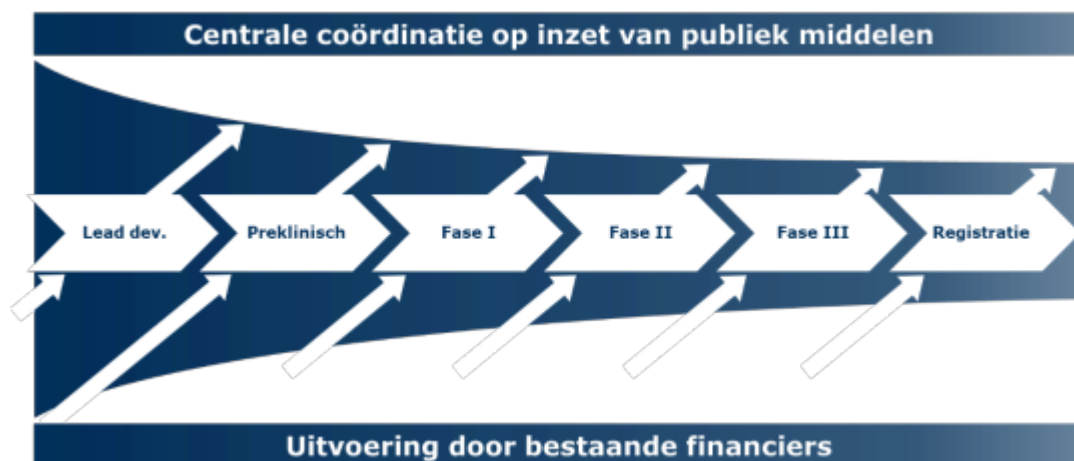 Centrale coördinatie op inzet van publiek middelen
Lead dev.
Preklinisch
Fase I
Fase II
Fase III
Registratie
Uitvoering door bestaande financiers